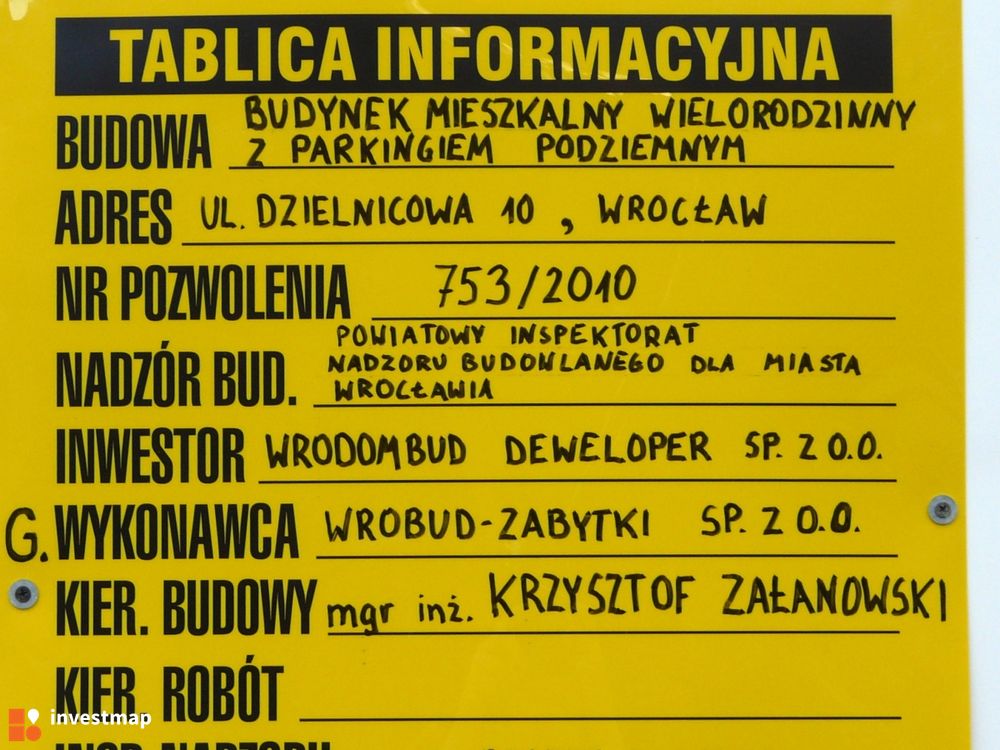 TABLICA INFORMACYJNA
BUDOWA BUDYNEK MIESZKALNY WIELORODZINNY
Z PARKINGIEM PODZIEMNYM
ADRES UL. DZIELNICOWA 10, WROCŁAW
NR POZWOLENIA 753/2010
POWIATOWY INSPEKTORAT
NADZÓR BUD. NADZORU BUDOWLANEGO DLA MIASTA
WROCŁAWIA
INWESTOR WRODOMBUD DEWELOPER SP. Z O.O.
G. WYKONAWCA WROBUD-ZABYTKI SP. Z O.O.
KIER. BUDOWY mgr inż. KRZYSZTOF ZAŁANOWSKI
KIER. ROBÓT
investmap